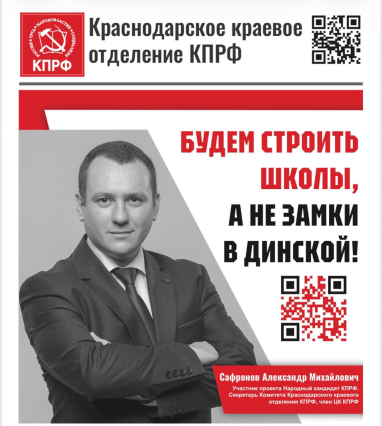 Краснодарское краевое
отделение КПРФ
КПРФ
БУДЕМ СТРОИТЬ
ШКОЛЫ,
А НЕ ЗАМКИ
В ДИНСКОЙ!
Сафронов Александр Михайлович
Участник проекта Народный кандидат КПРФ.
Секретарь Комитета Краснодарского краевого
отделения КПРФ, член ЦК КПРФ